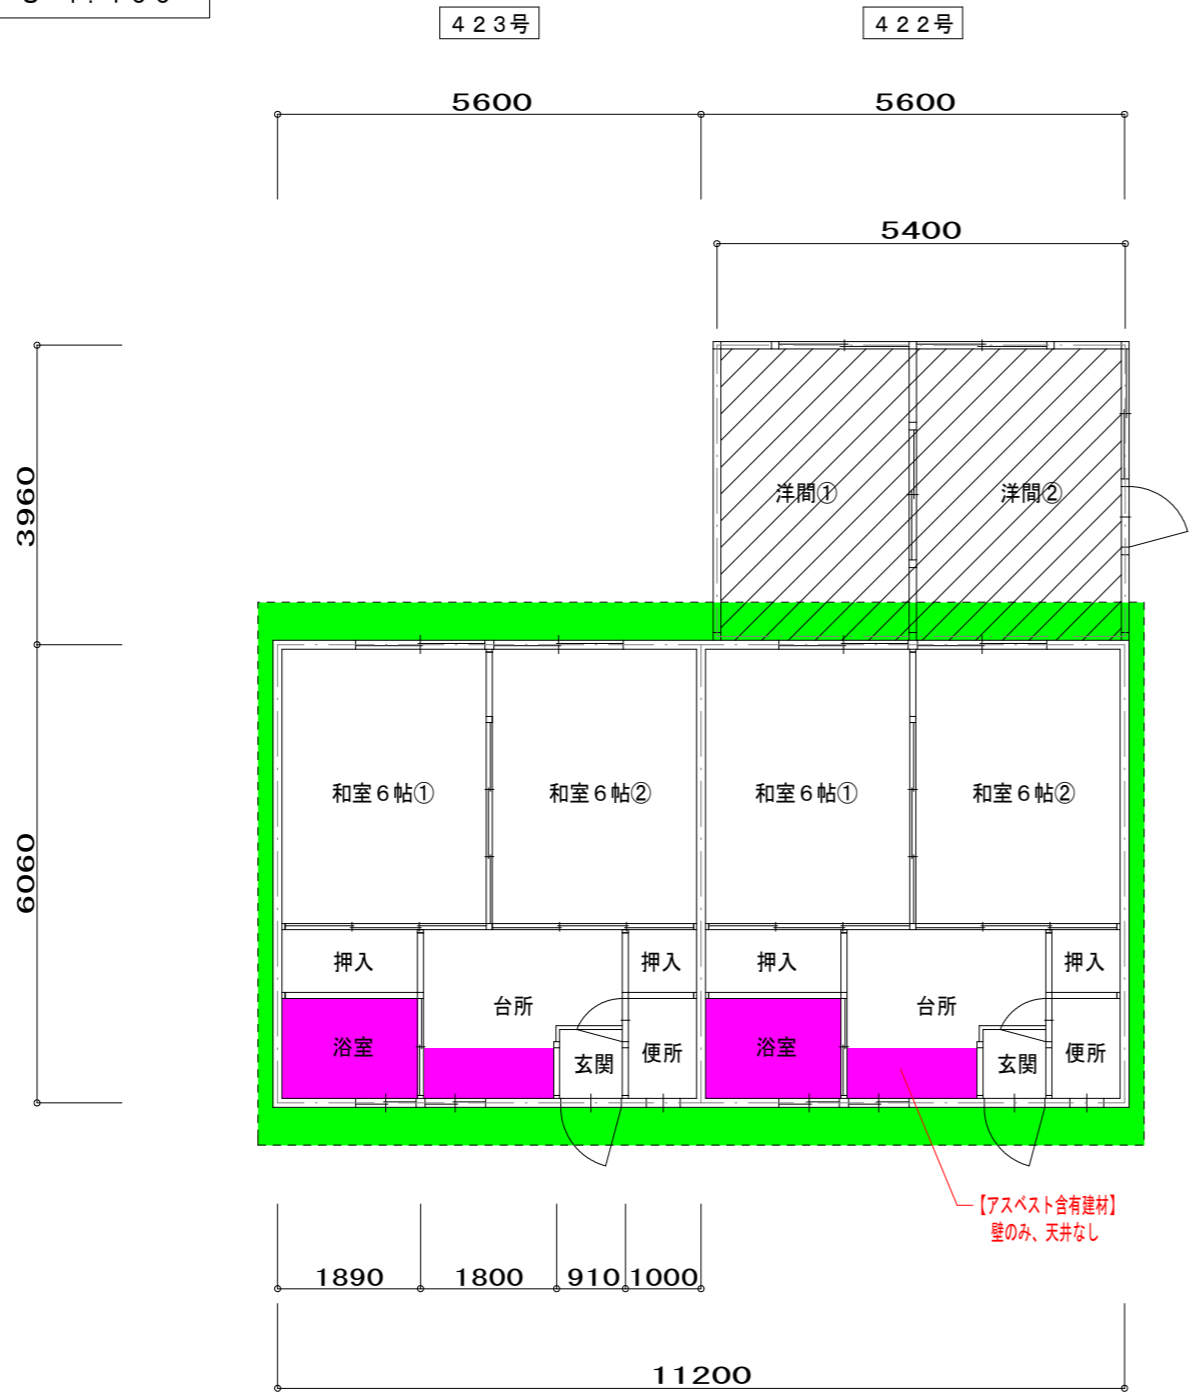 ４２３号
４２２号
5600
5600
5400
3960
洋間①
洋間②
6060
和室６帖①
和室６帖②
和室６帖①
和室６帖②
押入
押入
押入
押入
台所
台所
浴室
浴室
玄関
便所
玄関
便所
【アスベスト含有建材】
壁のみ、天井なし
1890
1800
910
1000
11200